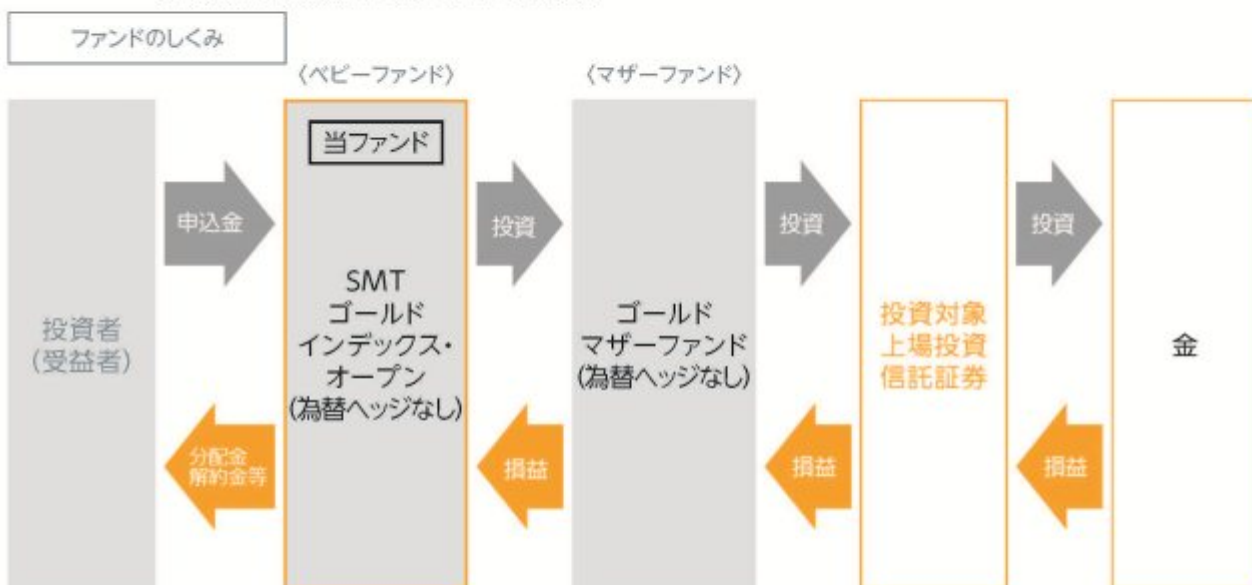 ファンドのしくみ
〈ベビーファンド〉
〈マザーファンド〉
投資者
(受益者)
申込金
分配金
解約金等
当ファンド
SMT
ゴールド
インデックス・
オープン
(為替ヘッジなし)
投資
損益
ゴールド
マザーファンド
(為替ヘッジなし)
投資
損益
投資対象
上場投資
信託証券
投資
損益
金